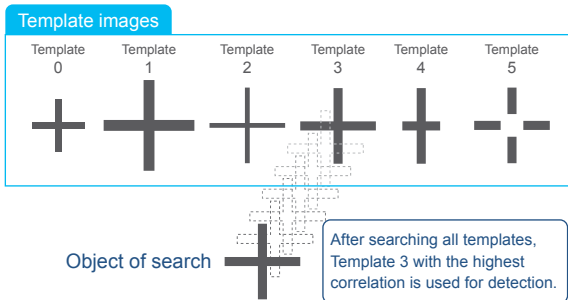 Template images
Template Template Template Template Template Template
0 1 2 3 4 5
Object of search
After searching all templates,
Template 3 with the highest
correlation is used for detection.